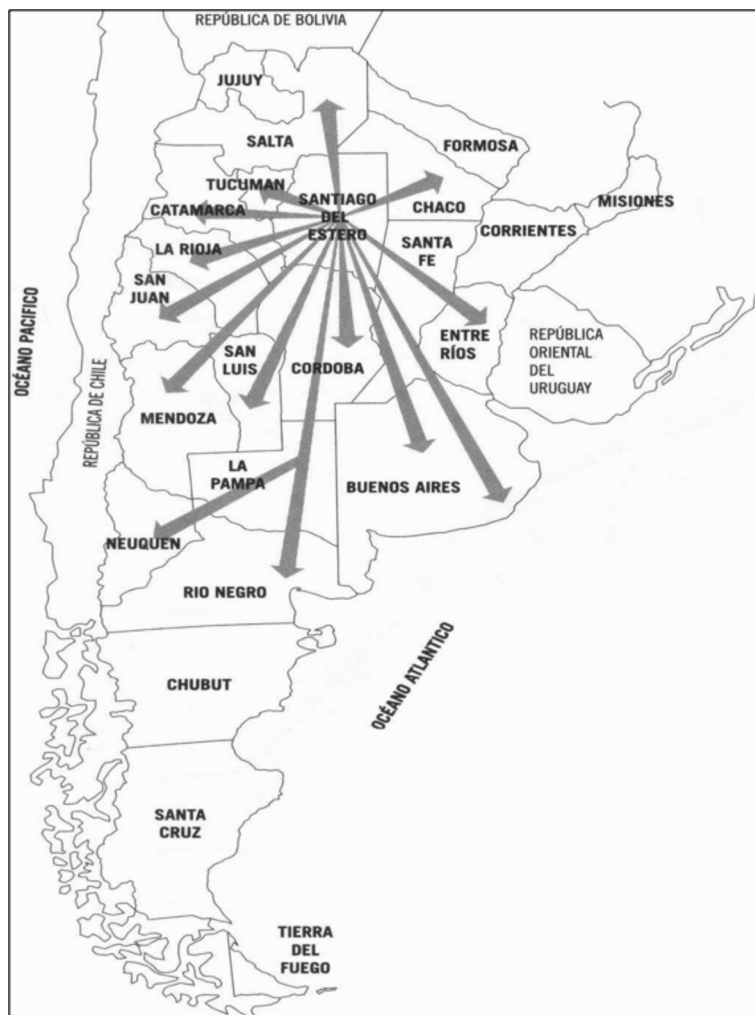 REPÚBLICA DE BOLIVIA
JUJUY
SALTA
FORMOSA
TUCUMAN
SANTIAGO
DEL
ESTERO
CATAMARCA
CHACO
MISIONES
LA RIOJA
SANTA
FE
CORRIENTES
SAN
JUAN
OCÉANO PACIFICO
REPÚBLICA DE CHILE
SAN
LUIS
CORDOBA
ENTRE
RÍOS
REPÚBLICA
ORIENTAL
DEL
URUGUAY
MENDOZA
LA
PAMPA
BUENOS AIRES
NEUQUEN
RIO NEGRO
OCÉANO ATLANTICO
CHUBUT
SANTA
CRUZ
TIERRA
DEL
FUEGO